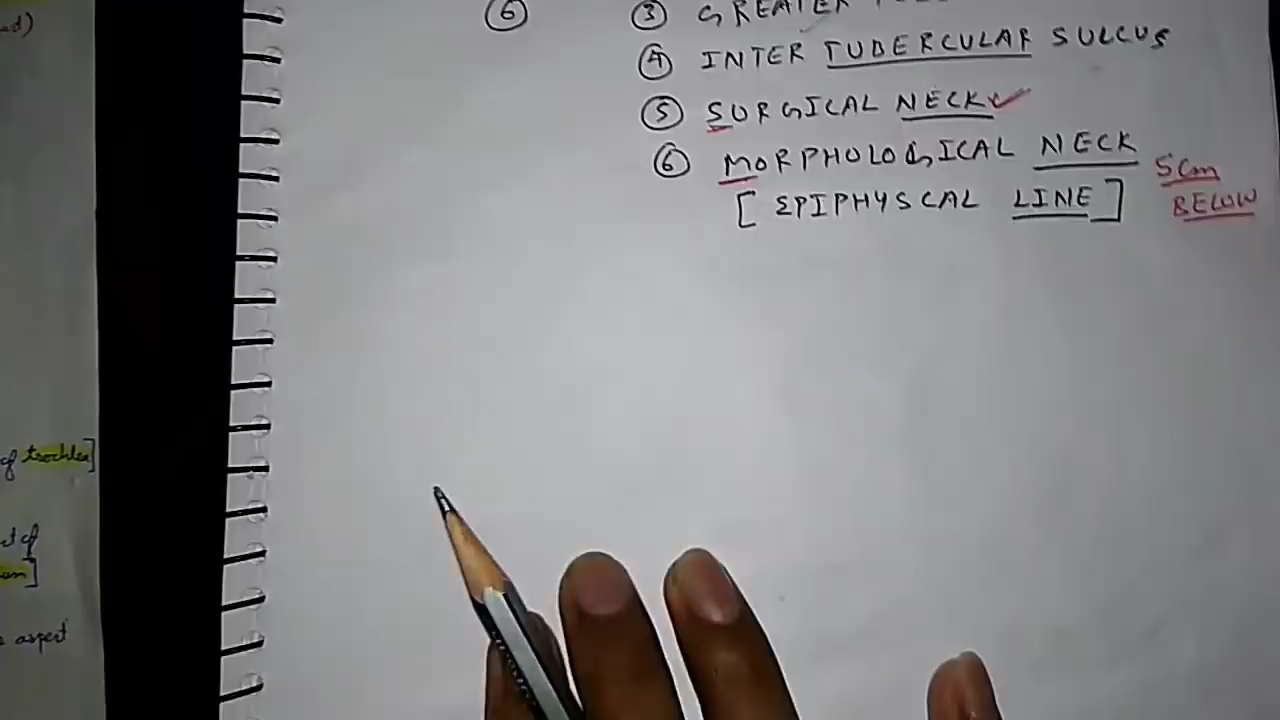 ⑥ ③ GREATER
④ INTER TUBERCULAR SULCUS
⑤ SURGICAL NECK
⑥ MORPHOLOGICAL NECK 5cm
[EPIPHYSCAL LINE] BELOW
of trochlea]
aspect